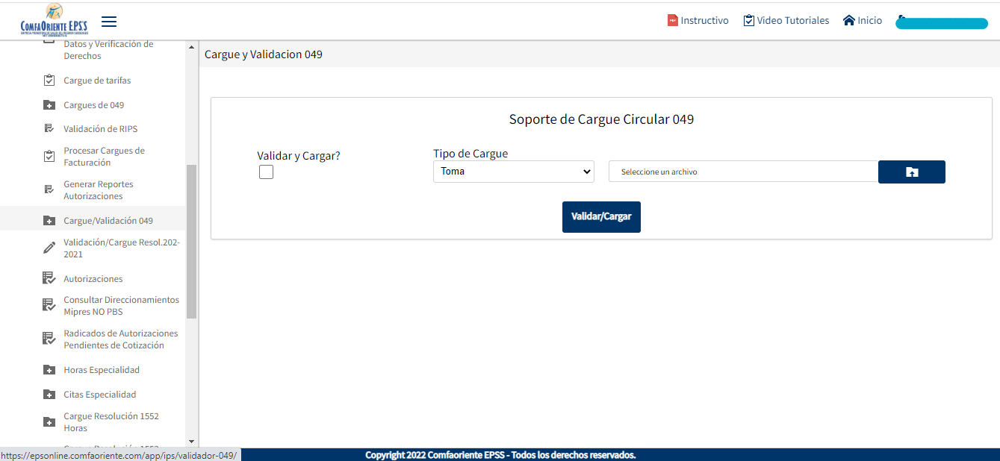 COMFAORIENTE EPS'S
Instructivo
Video Tutoriales
Inicio
Datos y Verificación de
Derechos
Cargue de tarifas
Cargues de 049
Validación de RIPS
Procesar Cargues de
Facturación
Generar Reportes
Autorizaciones
Cargue/Validación 049
Validación/Cargue Resol.202-
2021
Autorizaciones
Consultar Direccionamientos
Mipres NO PBS
Radicados de Autorizaciones
Pendientes de Cotización
Horas Especialidad
Citas Especialidad
Cargue Resolución 1552
Horas
Cargue y Validacion 049
Soporte de Cargue Circular 049
Validar y Cargar?
Tipo de Cargue
Toma
Seleccione un archivo
Validar/Cargar
https://epsonline.comfaoriente.com/app/ips/validador-049/
Copyright 2022 Comfaoriente EPSS - Todos los derechos reservados.